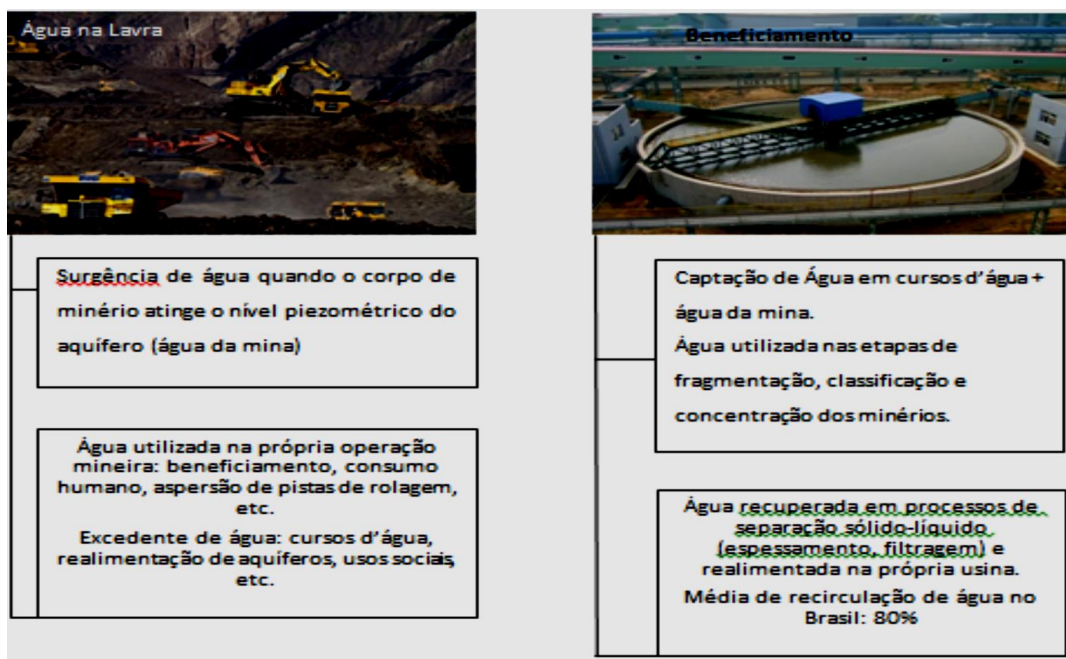 Água na Lavra
Surgência de água quando o corpo de
minério atinge o nível piezométrico do
aquífero (água da mina)
Água utilizada na própria operação
mineira: beneficiamento, consumo
humano, aspersão de pistas de rolagem,
etc.
Excedente de água: cursos d’água,
realimentação de aquíferos, usos sociais,
etc.
Beneficiamento
Captação de Água em cursos d’água +
água da mina.
Água utilizada nas etapas de
fragmentação, classificação e
concentração dos minérios.
Água recuperada em processos de
separação sólido-líquido
(espessamento, filtragem) e
realimentada na própria usina.
Média de recirculação de água no
Brasil: 80%